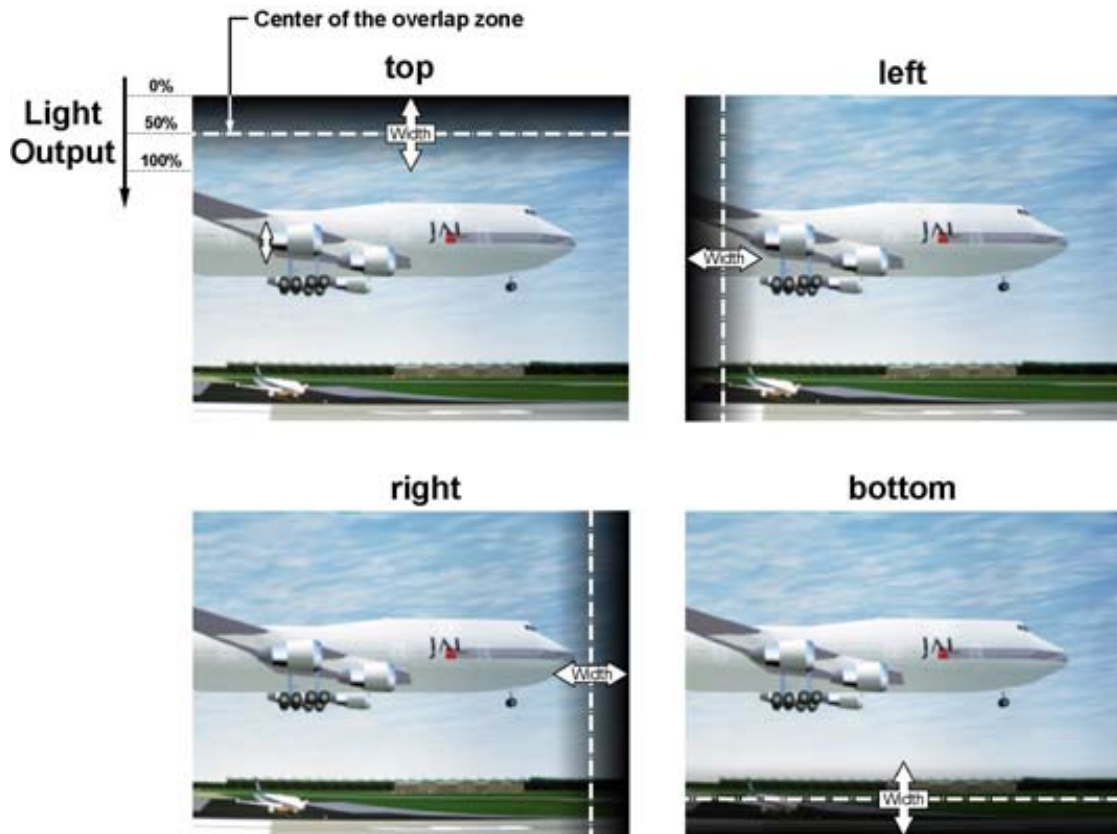 Center of the overlap zone
top
left
0%
Light
Output
50%
100%
Width
JAL
JAL
Width
right
bottom
JAL
JAL
Width
Width